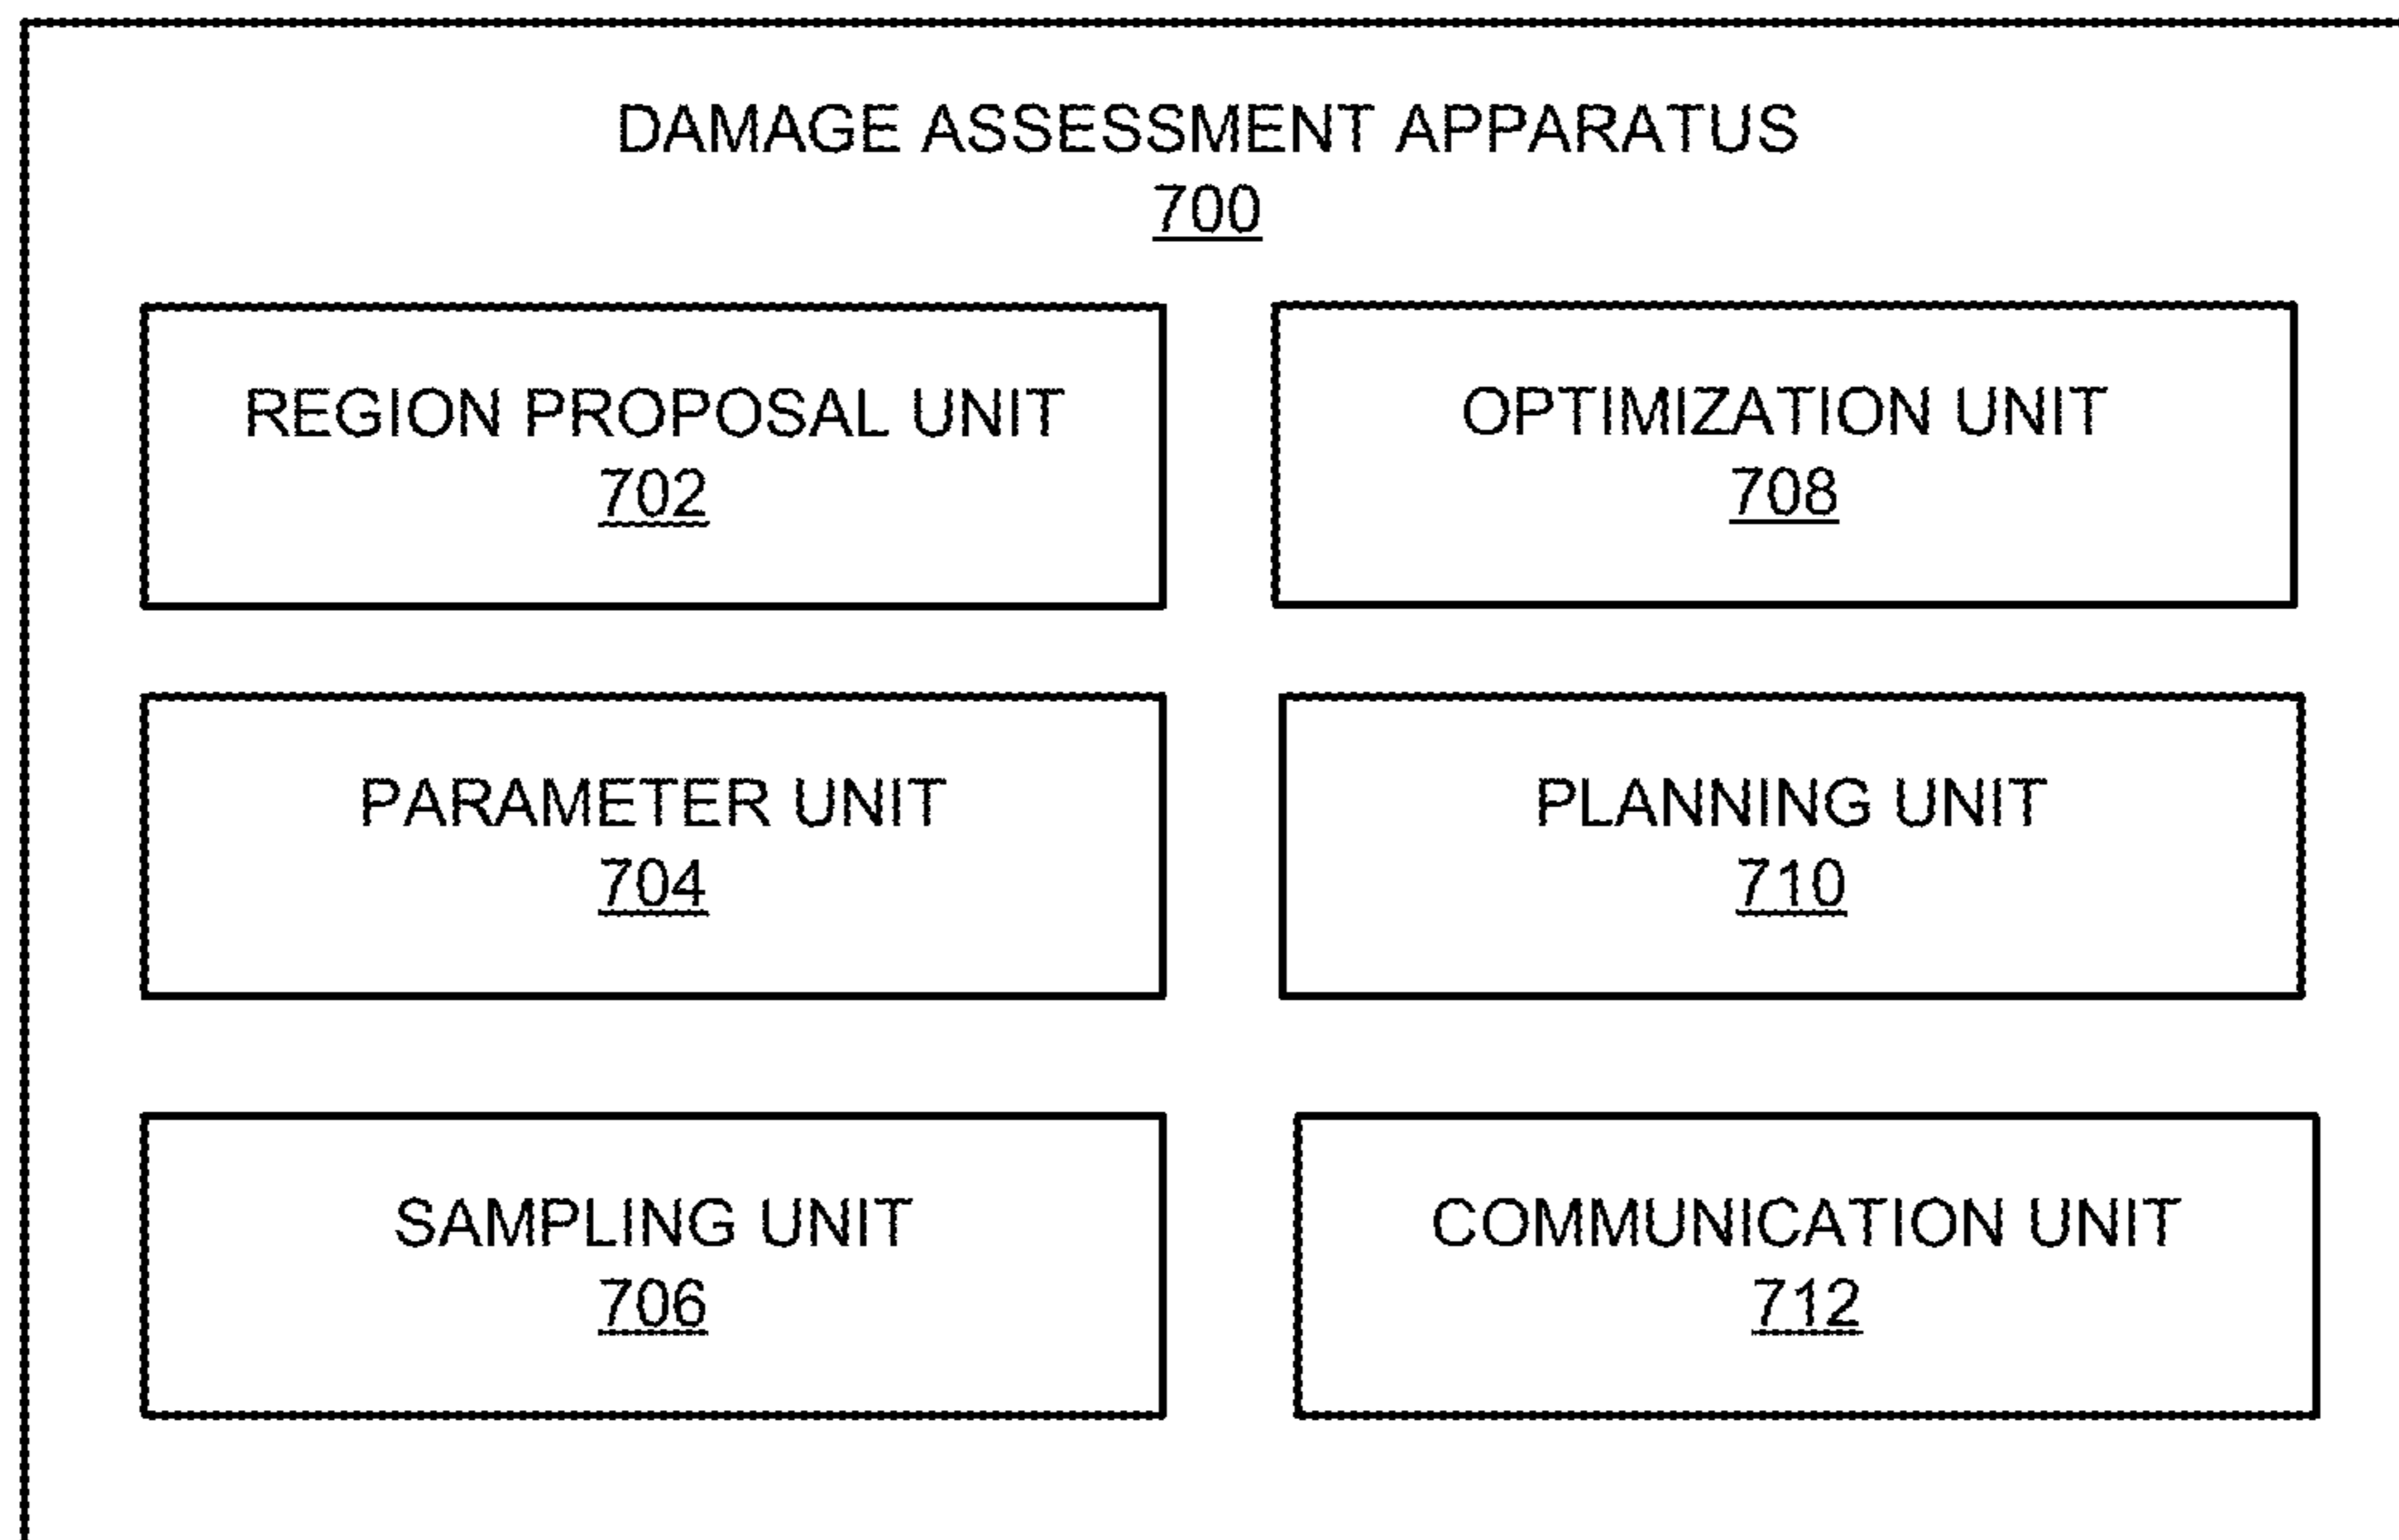 DAMAGE ASSESSMENT APPARATUS
700
REGION PROPOSAL UNIT
702
OPTIMIZATION UNIT
708
PARAMETER UNIT
704
PLANNING UNIT
710
SAMPLING UNIT
706
COMMUNICATION UNIT
712